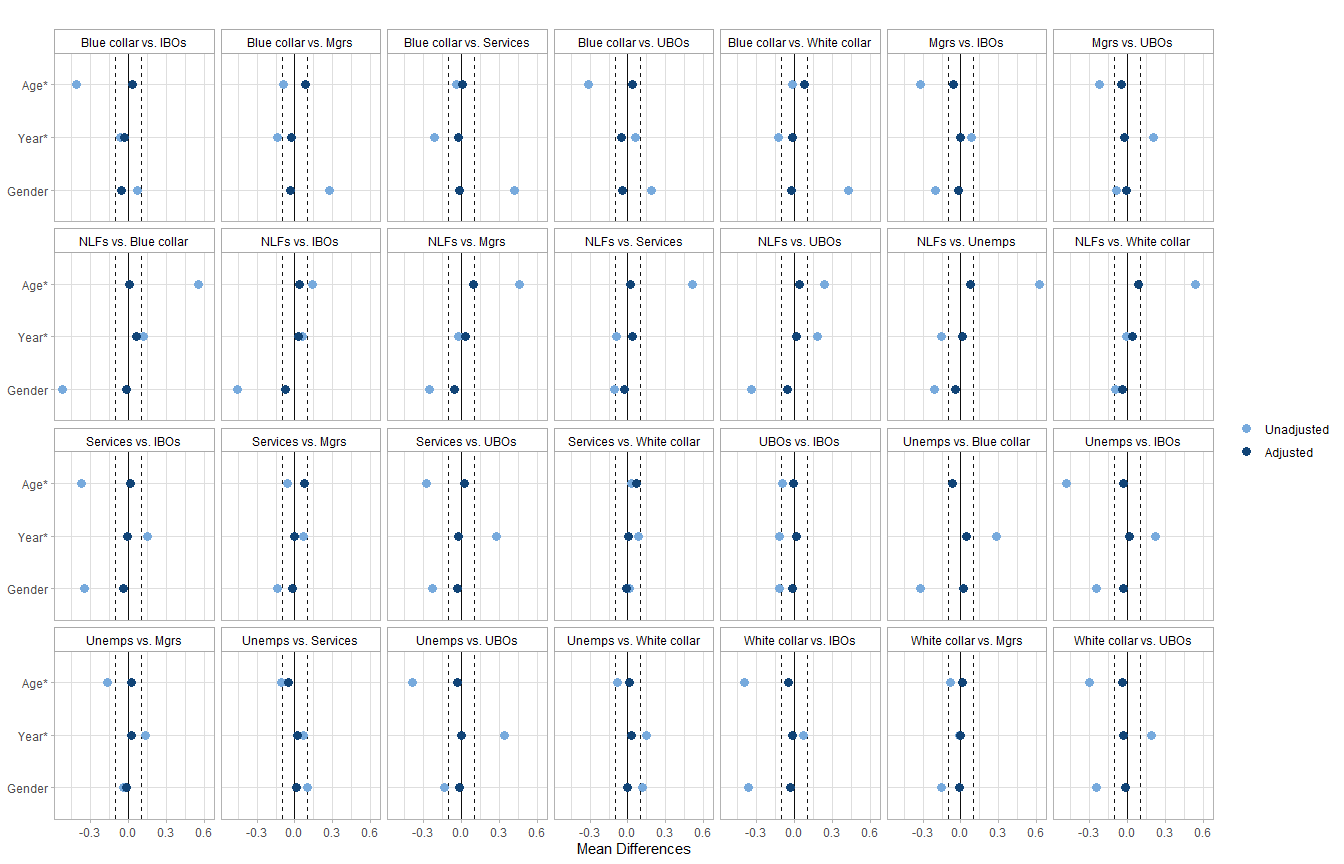 Blue collar vs. IBOs Blue collar vs. Mgrs Blue collar vs. Services Blue collar vs. UBOs Blue collar vs. White collar Mgrs vs. IBOs Mgrs vs. UBOs
Age*
Year*
Gender
NLFs vs. Blue collar NLFs vs. IBOs NLFs vs. Mgrs NLFs vs. Services NLFs vs. UBOs NLFs vs. Unemps NLFs vs. White collar
Age*
Year*
Gender
Unadjusted
Adjusted
Services vs. IBOs Services vs. Mgrs Services vs. UBOs Services vs. White collar UBOs vs. IBOs Unemps vs. Blue collar Unemps vs. IBOs
Age*
Year*
Gender
Unemps vs. Mgrs Unemps vs. Services Unemps vs. UBOs Unemps vs. White collar White collar vs. IBOs White collar vs. Mgrs White collar vs. UBOs
Age*
Year*
Gender
-0.3 0.0 0.3 0.6 -0.3 0.0 0.3 0.6 -0.3 0.0 0.3 0.6 -0.3 0.0 0.3 0.6 -0.3 0.0 0.3 0.6 -0.3 0.0 0.3 0.6 -0.3 0.0 0.3 0.6
Mean Differences